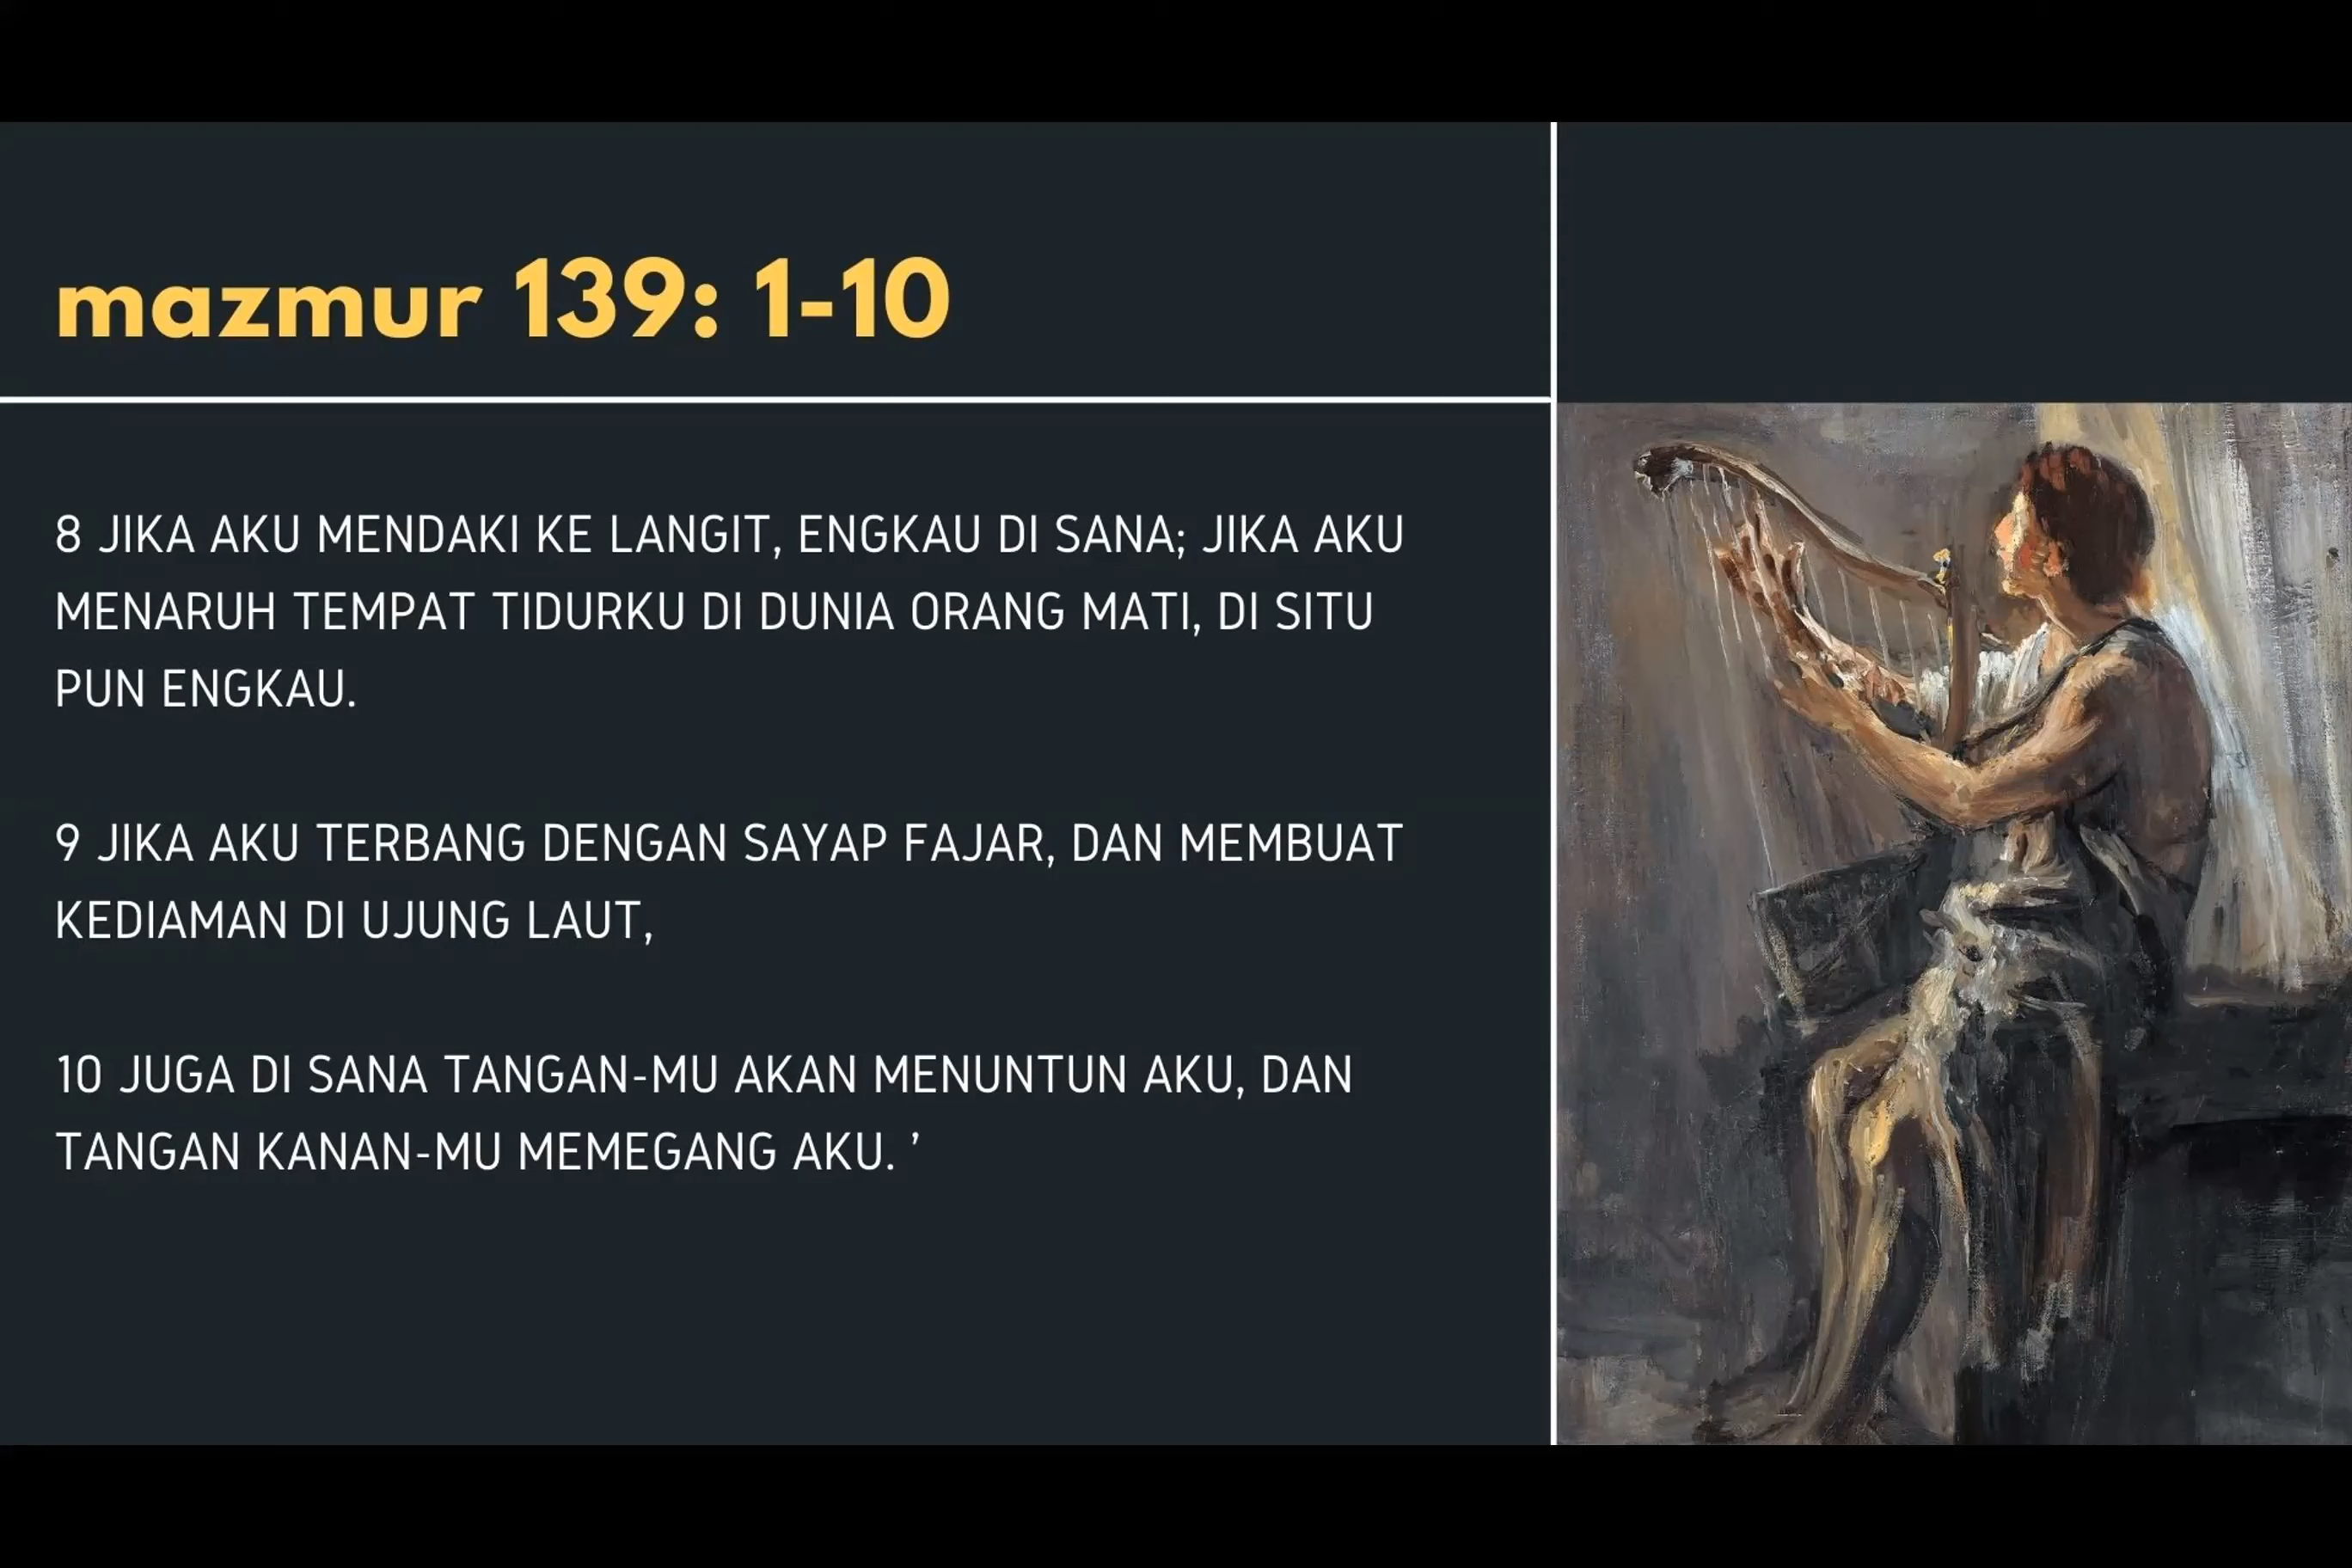 mazmur 139: 1-10
8 JIKA AKU MENDAKI KE LANGIT, ENGKAU DI SANA; JIKA AKU
MENARUH TEMPAT TIDURKU DI DUNIA ORANG MATI, DI SITU
PUN ENGKAU.
9 JIKA AKU TERBANG DENGAN SAYAP FAJAR, DAN MEMBUAT
KEDIAMAN DI UJUNG LAUT,
10 JUGA DI SANA TANGAN-MU AKAN MENUNTUN AKU, DAN
TANGAN KANAN-MU MEMEGANG AKU. ’